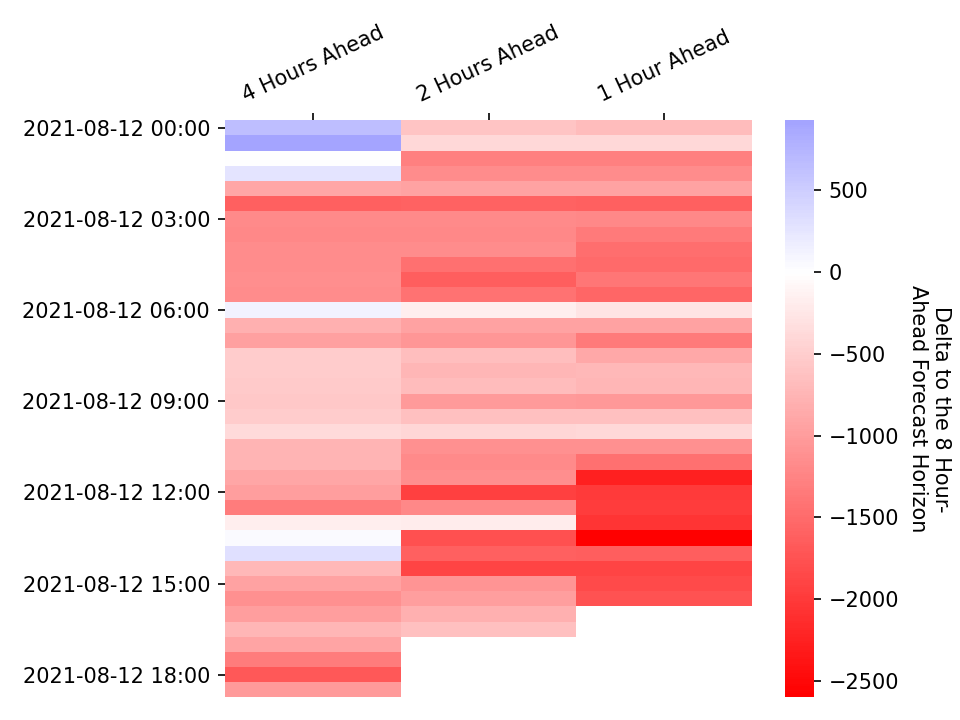 4 Hours Ahead
2 Hours Ahead
1 Hour Ahead
2021-08-12 00:00
2021-08-12 03:00
2021-08-12 06:00
2021-08-12 09:00
2021-08-12 12:00
2021-08-12 15:00
2021-08-12 18:00
500
0
−500
−1000
−1500
−2000
−2500
Delta to the 8 Hour-
Ahead Forecast Horizon